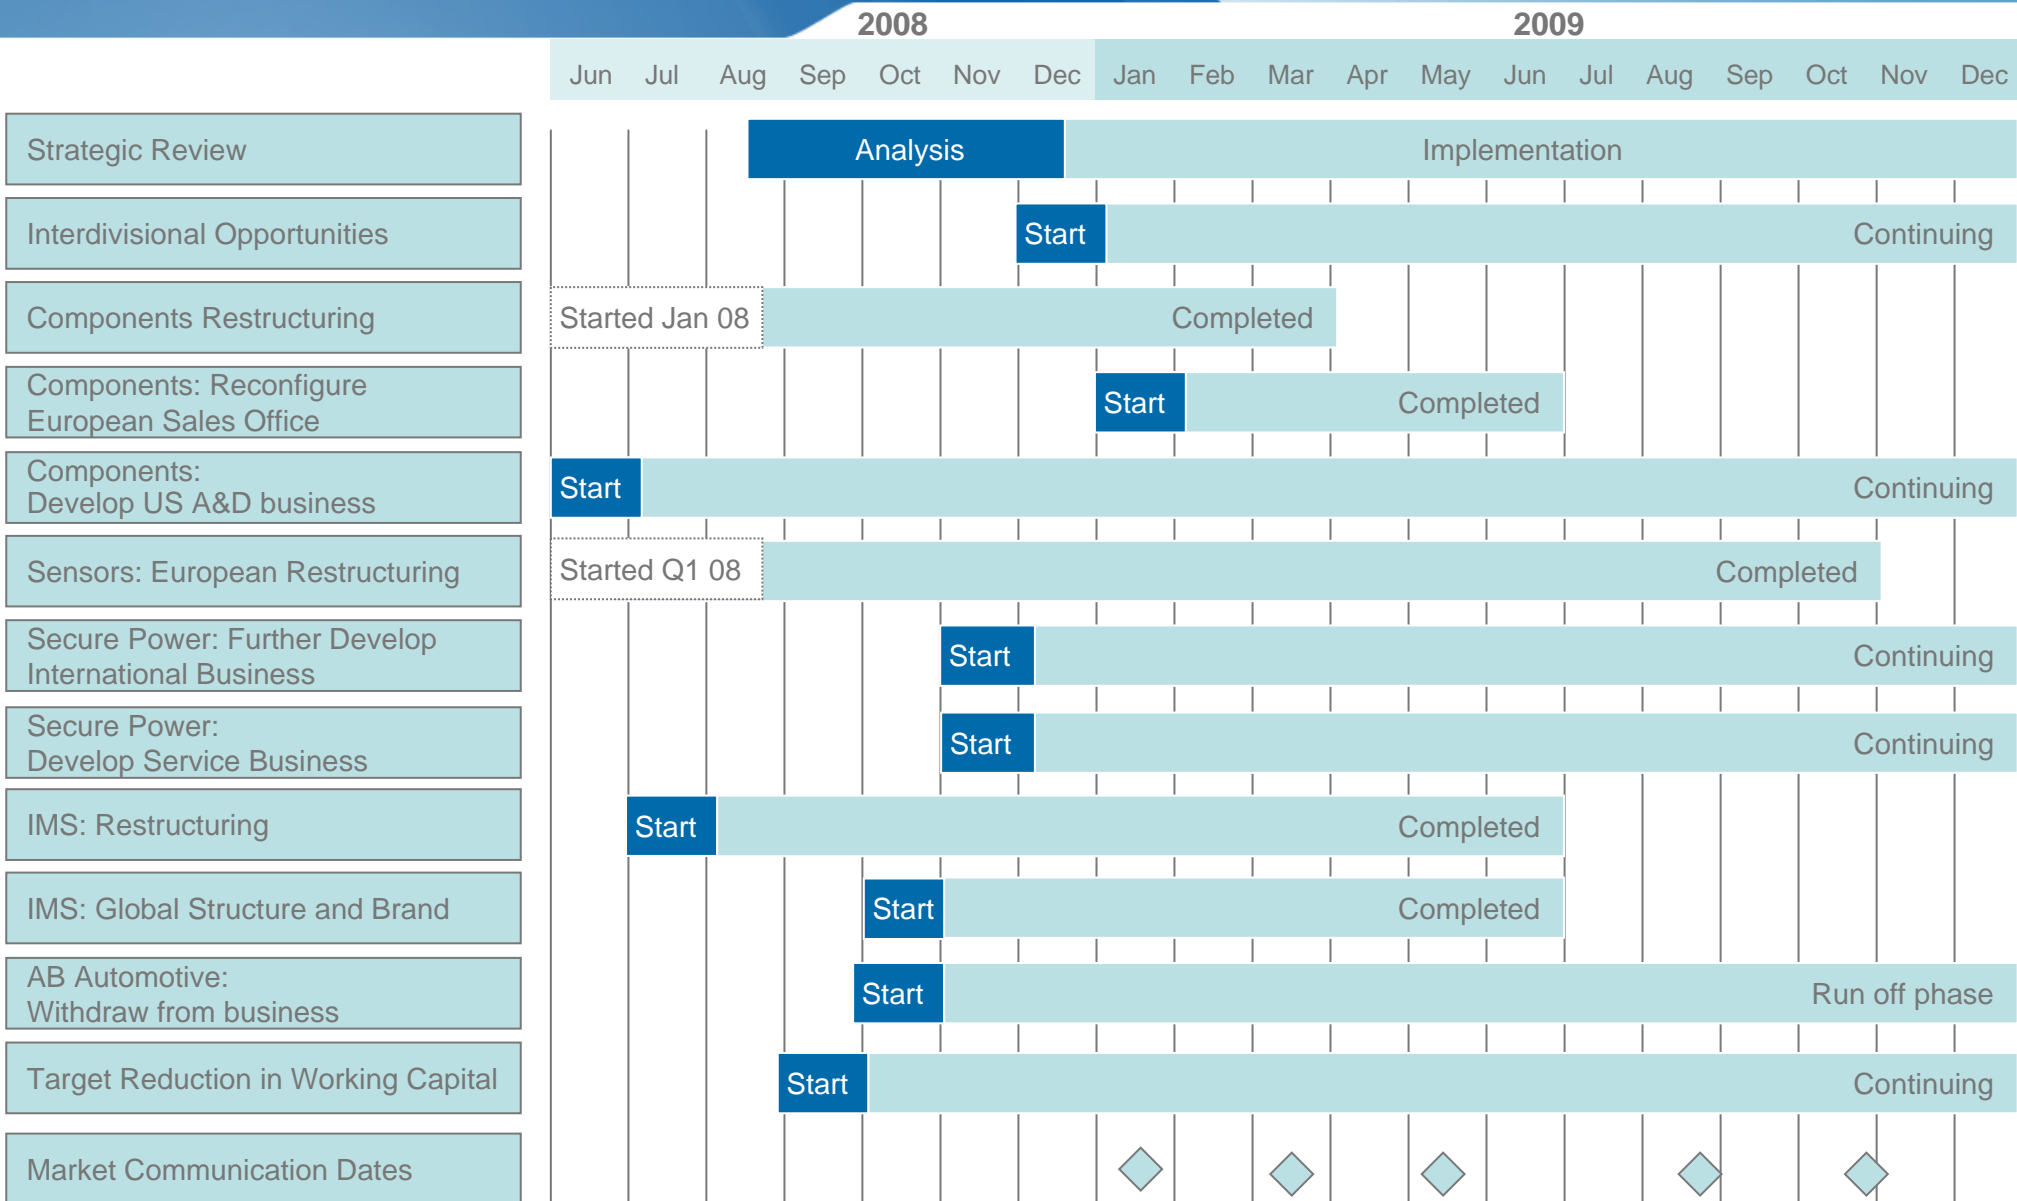 2008 2009
Jun Jul Aug Sep Oct Nov Dec Jan Feb Mar Apr May Jun Jul Aug Sep Oct Nov Dec
Strategic Review Analysis Implementation
Interdivisional Opportunities Start Continuing
Components Restructuring Started Jan 08 Completed
Components: Reconfigure
European Sales Office Start Completed
Components:
Develop US A&D business Start Continuing
Sensors: European Restructuring Started Q1 08 Completed
Secure Power: Further Develop
International Business Start Continuing
Secure Power:
Develop Service Business Start Continuing
IMS: Restructuring Start Completed
IMS: Global Structure and Brand Start Completed
AB Automotive:
Withdraw from business Start Run off phase
Target Reduction in Working Capital Start Continuing
Market Communication Dates